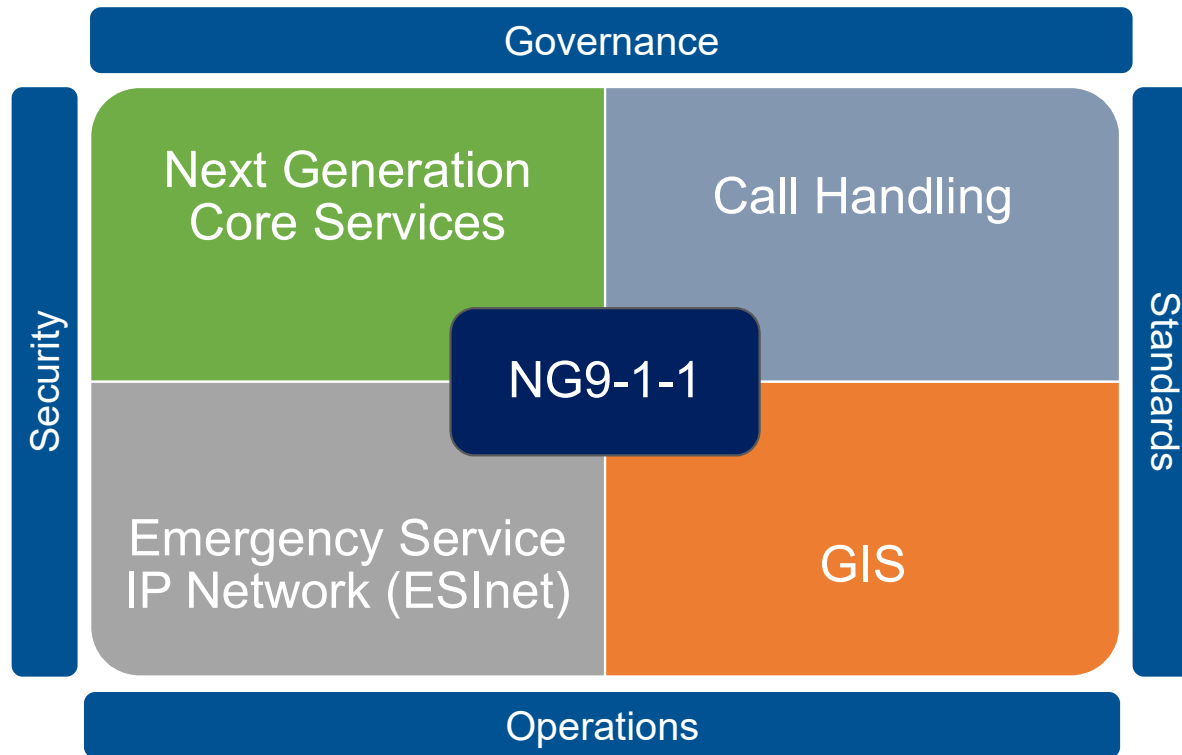 Governance
Next Generation
Core Services
Call Handling
Security
NG9-1-1
Standards
Emergency Service
IP Network (ESInet)
GIS
Operations